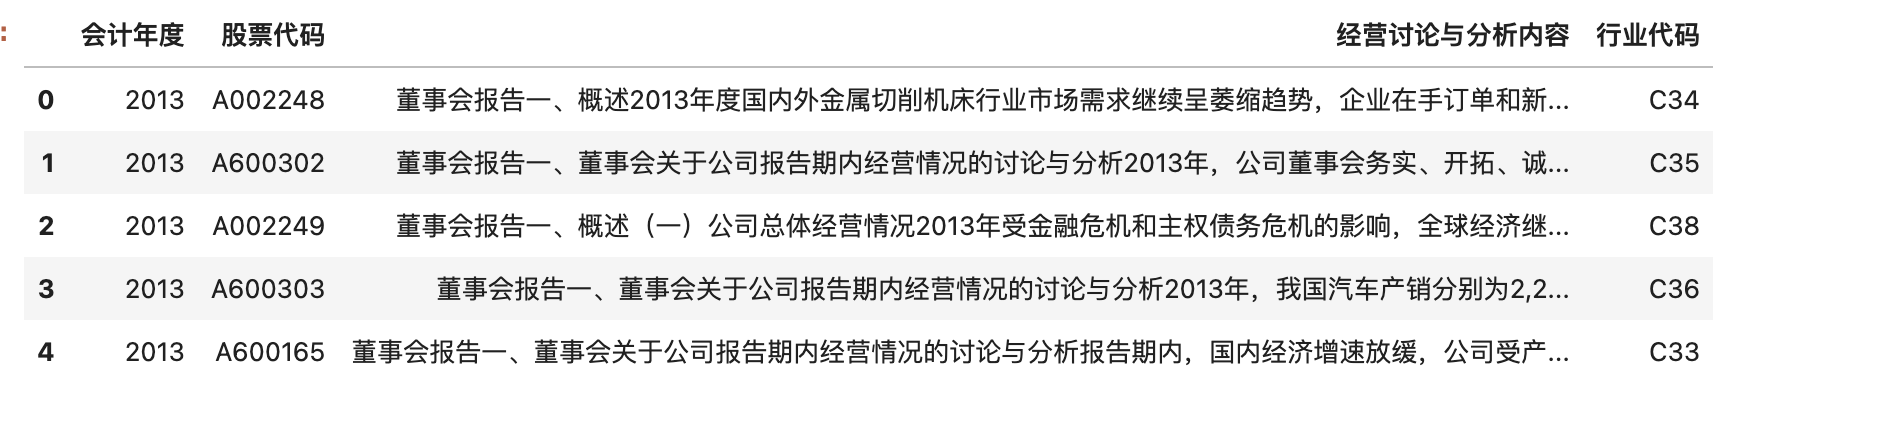 会计年度 股票代码 经营讨论与分析内容 行业代码
0 2013 A002248 董事会报告一、概述2013年度国内外金属切削机床行业市场需求继续呈萎缩趋势，企业在手订单和新... C34
1 2013 A600302 董事会报告一、董事会关于公司报告期内经营情况的讨论与分析2013年，公司董事会务实、开拓、诚... C35
2 2013 A002249 董事会报告一、概述（一）公司总体经营情况2013年受金融危机和主权债务危机的影响，全球经济继... C38
3 2013 A600303 董事会报告一、董事会关于公司报告期内经营情况的讨论与分析2013年，我国汽车产销分别为2,2... C36
4 2013 A600165 董事会报告一、董事会关于公司报告期内经营情况的讨论与分析报告期内，国内经济增速放缓，公司受产... C33